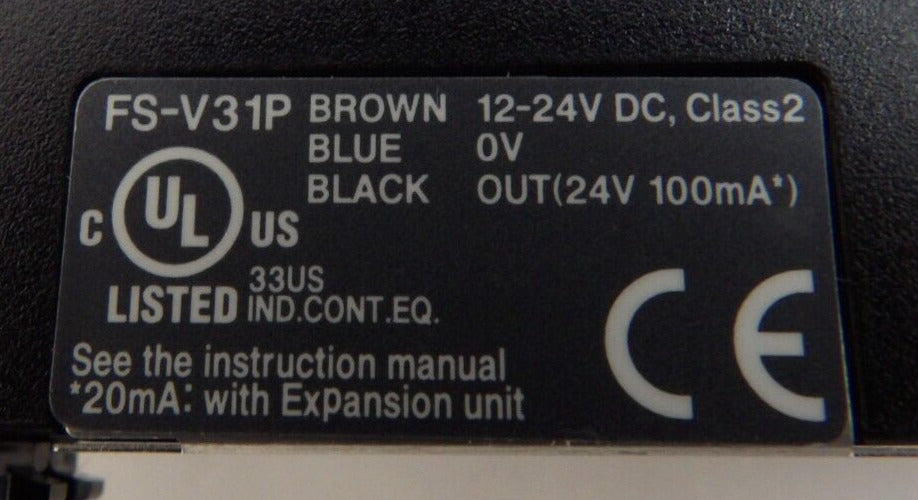 FS-V31P BROWN 12-24V DC, Class2
BLUE 0V
BLACK OUT(24V 100mA*)
C UL US
LISTED 33US IND.CONT.EQ.
CE
See the instruction manual
*20mA: with Expansion unit